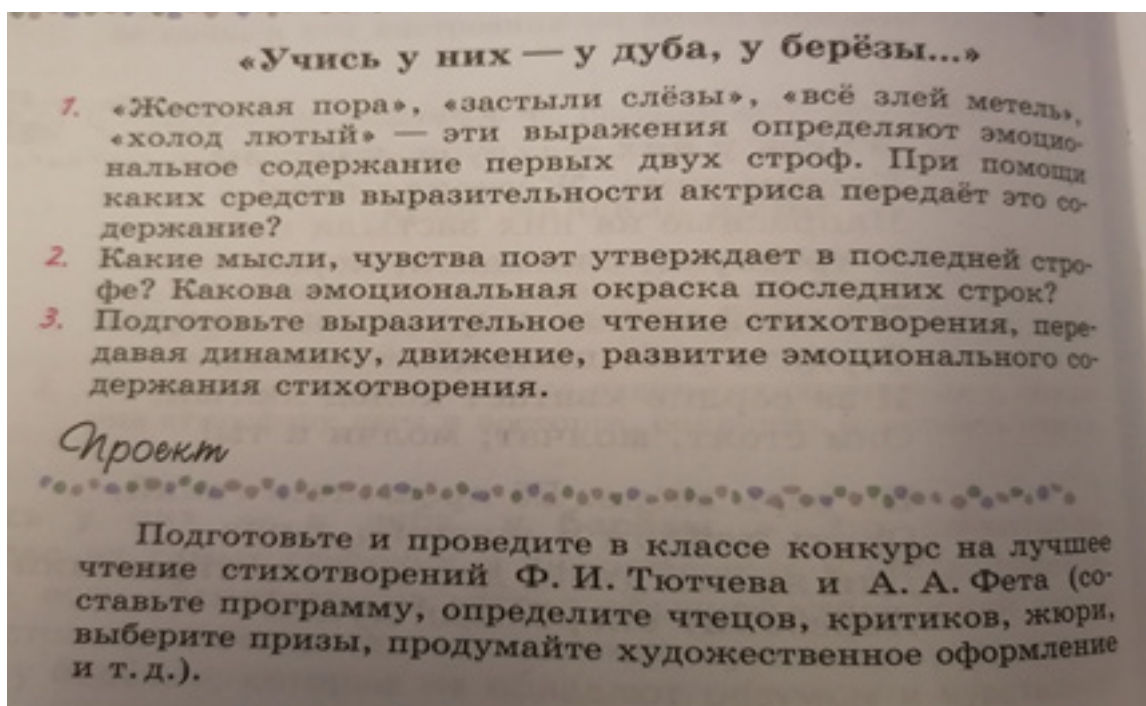 «Учись у них — у дуба, у берёзы...»
1. «Жестокая пора», «застыли слёзы», «всё злей метель»,
«холод лютый» — эти выражения определяют эмоцио-
нальное содержание первых двух строф. При помощи
каких средств выразительности актриса передаёт это со-
держание?
2. Какие мысли, чувства поэт утверждает в последней стро-
фе? Какова эмоциональная окраска последних строк?
3. Подготовьте выразительное чтение стихотворения, пере-
давая динамику, движение, развитие эмоционального со-
держания стихотворения.
Проект
Подготовьте и проведите в классе конкурс на лучшее
чтение стихотворений Ф. И. Тютчева и А. А. Фета (со-
ставьте программу, определите чтецов, критиков, жюри,
выберите призы, продумайте художественное оформление
и т. д.).